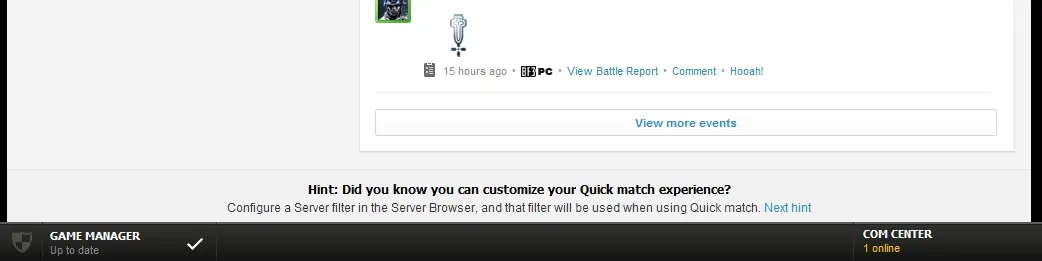 15 hours ago • BF3 PC • View Battle Report • Comment • Hooah!
View more events
Hint: Did you know you can customize your Quick match experience?
Configure a Server filter in the Server Browser, and that filter will be used when using Quick match. Next hint
GAME MANAGER
Up to date
COM CENTER
1 online